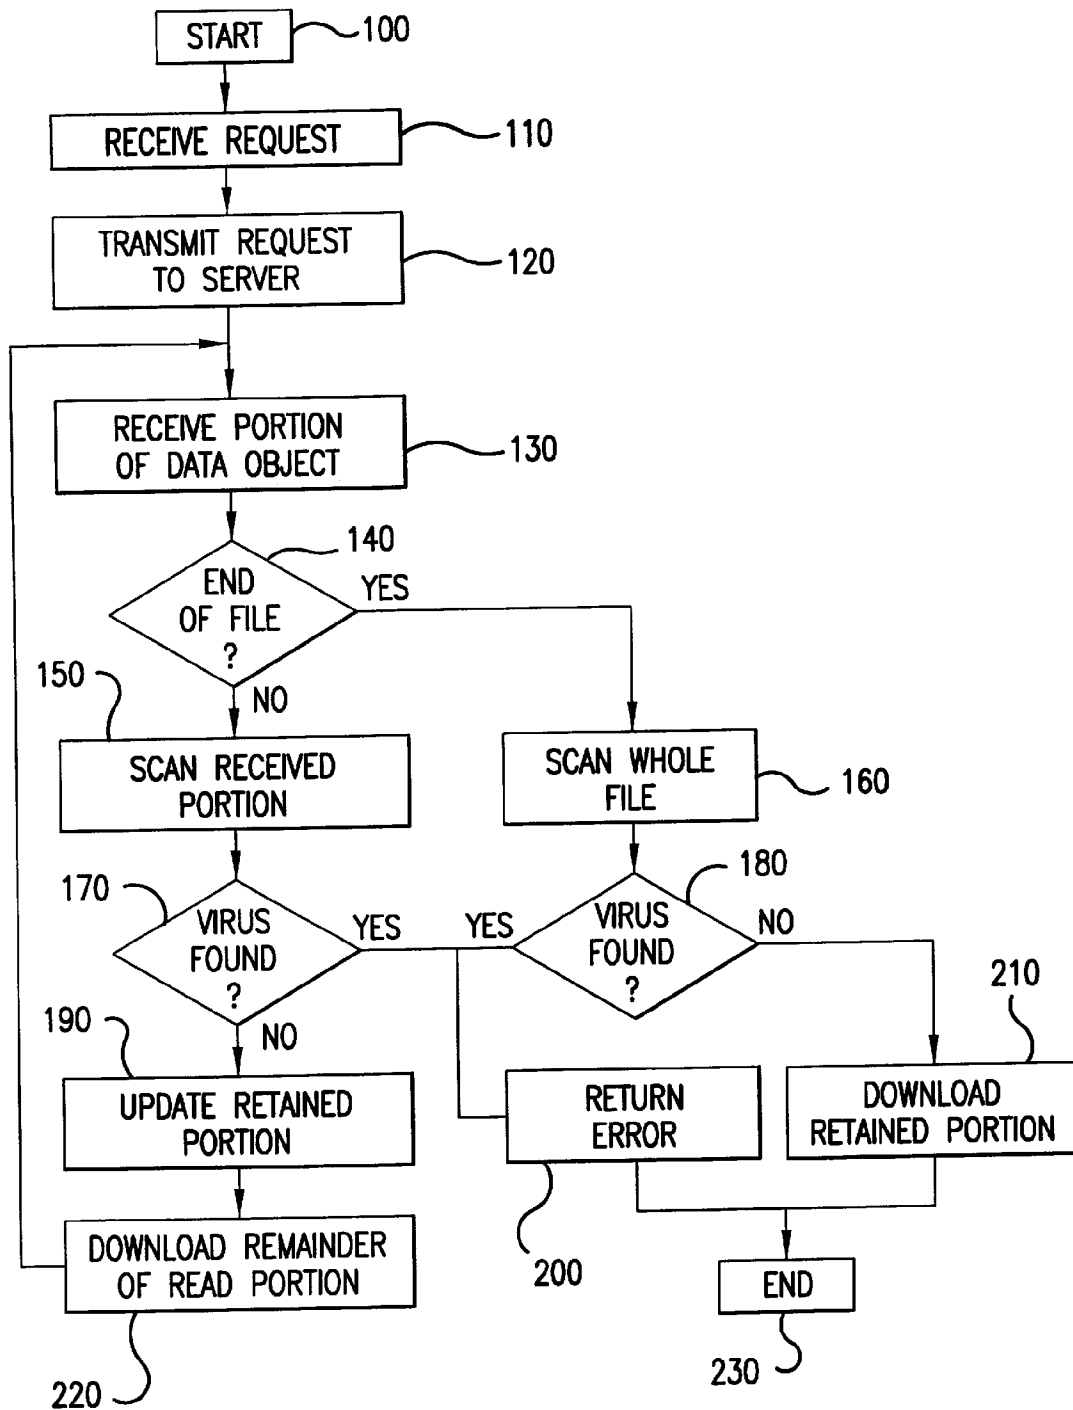 START
100
RECEIVE REQUEST
110
TRANSMIT REQUEST
TO SERVER
120
RECEIVE PORTION
OF DATA OBJECT
130
140
END
OF FILE
?
YES
NO
150
SCAN RECEIVED
PORTION
SCAN WHOLE
FILE
160
170
VIRUS
FOUND
?
YES
NO
180
YES
VIRUS
FOUND
?
NO
190
UPDATE RETAINED
PORTION
RETURN
ERROR
200
210
DOWNLOAD
RETAINED PORTION
DOWNLOAD REMAINDER
OF READ PORTION
220
END
230